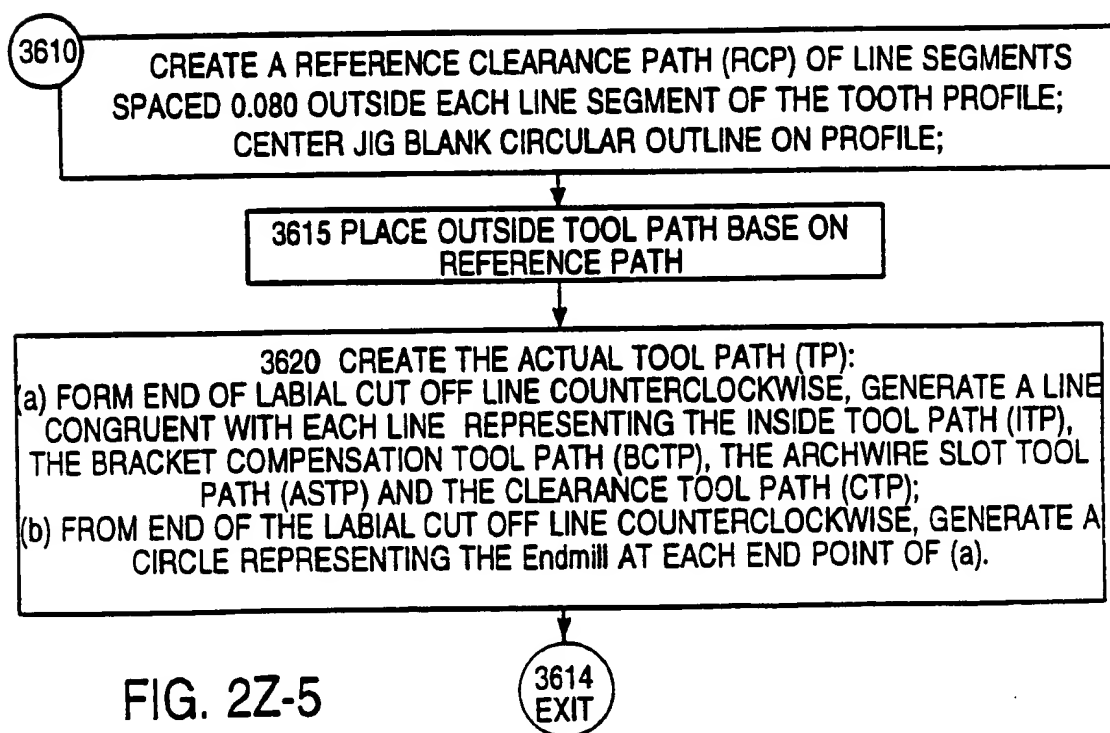 3610
CREATE A REFERENCE CLEARANCE PATH (RCP) OF LINE SEGMENTS
SPACED 0.080 OUTSIDE EACH LINE SEGMENT OF THE TOOTH PROFILE;
CENTER JIG BLANK CIRCULAR OUTLINE ON PROFILE;
3615 PLACE OUTSIDE TOOL PATH BASE ON
REFERENCE PATH
3620 CREATE THE ACTUAL TOOL PATH (TP):
(a) FORM END OF LABIAL CUT OFF LINE COUNTERCLOCKWISE, GENERATE A LINE
CONGRUENT WITH EACH LINE REPRESENTING THE INSIDE TOOL PATH (ITP),
THE BRACKET COMPENSATION TOOL PATH (BCTP), THE ARCHWIRE SLOT TOOL
PATH (ASTP) AND THE CLEARANCE TOOL PATH (CTP);
(b) FROM END OF THE LABIAL CUT OFF LINE COUNTERCLOCKWISE, GENERATE A
CIRCLE REPRESENTING THE Endmill AT EACH END POINT OF (a).
3614
EXIT
FIG. 2Z-5